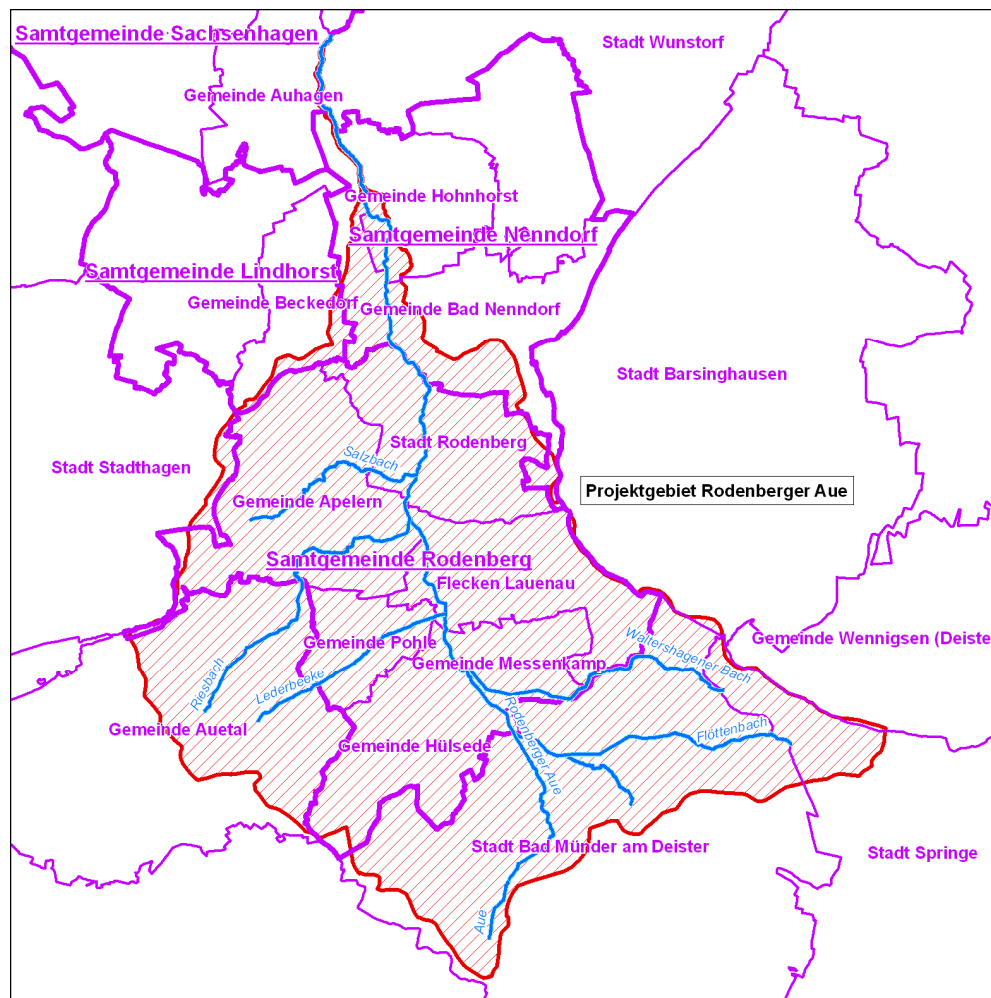 Samtgemeinde Sachsenhagen
Stadt Wunstorf
Gemeinde Auhagen
Gemeinde Hohnhorst
Samtgemeinde Nenndorf
Samtgemeinde Lindhorst
Gemeinde Beckedorf
Gemeinde Bad Nenndorf
Stadt Barsinghausen
Stadt Rodenberg
Salzbach
Stadt Stadthagen
Projektgebiet Rodenberger Aue
Gemeinde Apelern
Samtgemeinde Rodenberg
Flecken Lauenau
Gemeinde Pohle
Gemeinde Wennigsen (Deiste
Gemeinde Messenkamp
Waltershagener Bach
Riesbach
Lederbecke
Gemeinde Auetal
Gemeinde Hülsede
Rodenberger Aue
Flöttenbach
Stadt Bad Münder am Deister
Stadt Springe
Aue